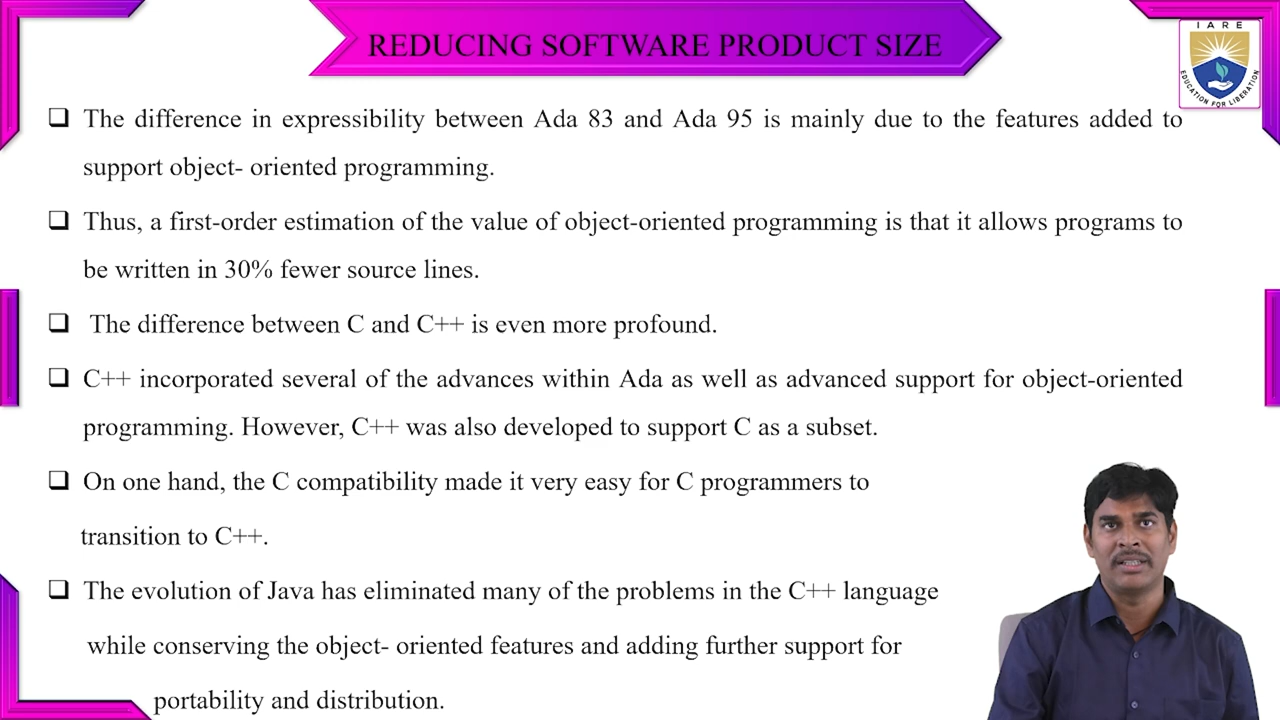 REDUCING SOFTWARE PRODUCT SIZE
I A R E
EDUCATION FOR LIBERATION
❑ The difference in expressibility between Ada 83 and Ada 95 is mainly due to the features added to
support object- oriented programming.
❑ Thus, a first-order estimation of the value of object-oriented programming is that it allows programs to
be written in 30% fewer source lines.
❑ The difference between C and C++ is even more profound.
❑ C++ incorporated several of the advances within Ada as well as advanced support for object-oriented
programming. However, C++ was also developed to support C as a subset.
❑ On one hand, the C compatibility made it very easy for C programmers to
transition to C++.
❑ The evolution of Java has eliminated many of the problems in the C++ language
while conserving the object- oriented features and adding further support for
portability and distribution.